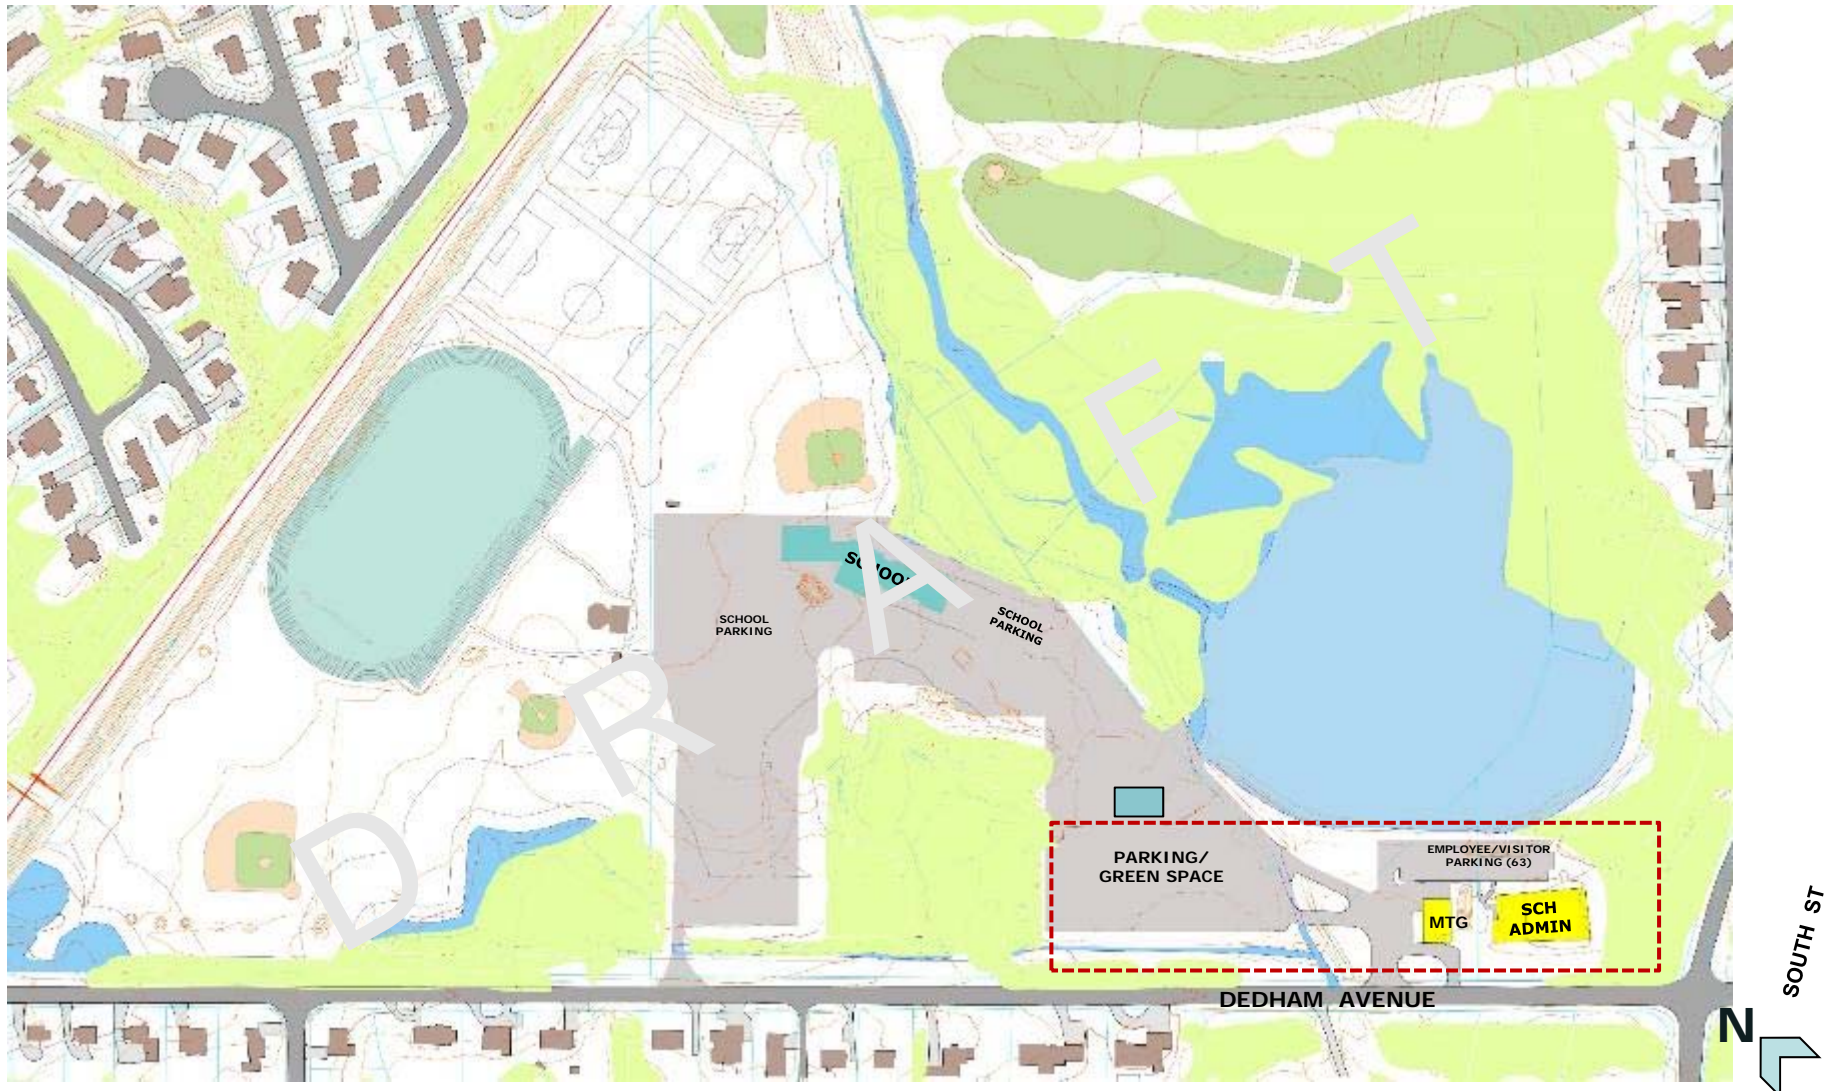 SCHOOL
SCHOOL
PARKING
SCHOOL
PARKING
PARKING/
GREEN SPACE
EMPLOYEE/VISITOR
PARKING (63)
MTG
SCH
ADMIN
DEDHAM AVENUE
SOUTH ST
N
DRAFT